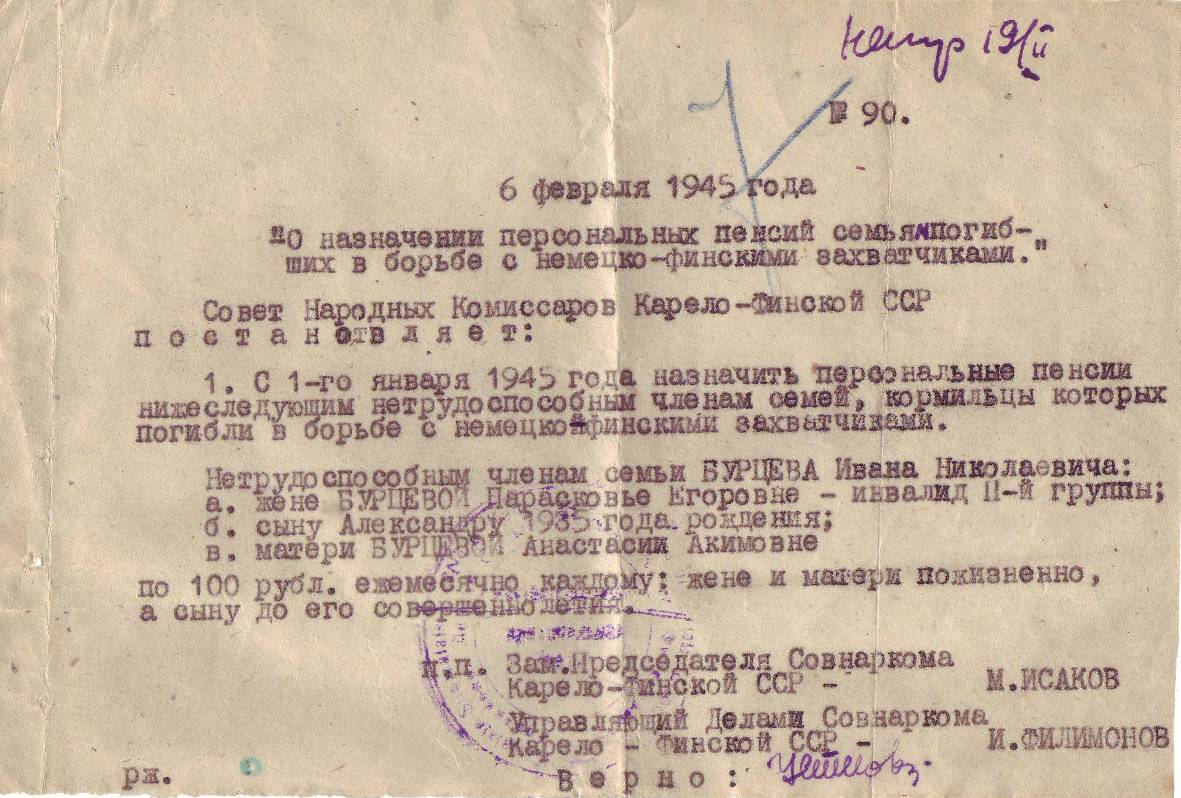 19/II
№ 90.
6 февраля 1945 года
"О назначении персональных пенсий семьям погиб-
ших в борьбе с немецко-финскими захватчиками."
Совет Народных Комиссаров Карело-Финской ССР
п о с т а н о в л я е т:
1. С 1-го января 1945 года назначить персональные пенсии
нижеследующим нетрудоспособным членам семей, кормильцы которых
погибли в борьбе с немецко-финскими захватчиками.
Нетрудоспособным членам семьи БУРЦЕВА Ивана Николаевича:
а. жене БУРЦЕВОЙ Парасковье Егоровне - инвалид II-й группы;
б. сыну Александру 1935 года рождения;
в. матери БУРЦЕВОЙ Анастасии Акимовне
по 100 рубл. ежемесячно каждому; жене и матери пожизненно,
а сыну до его совершеннолетия.
п.п. Зам.Председателя Совнаркома
Карело-Финской ССР - М.ИСАКОВ
Управляющий Делами Совнаркома
Карело - Финской ССР - И.ФИЛИМОНОВ
рж. В е р н о :